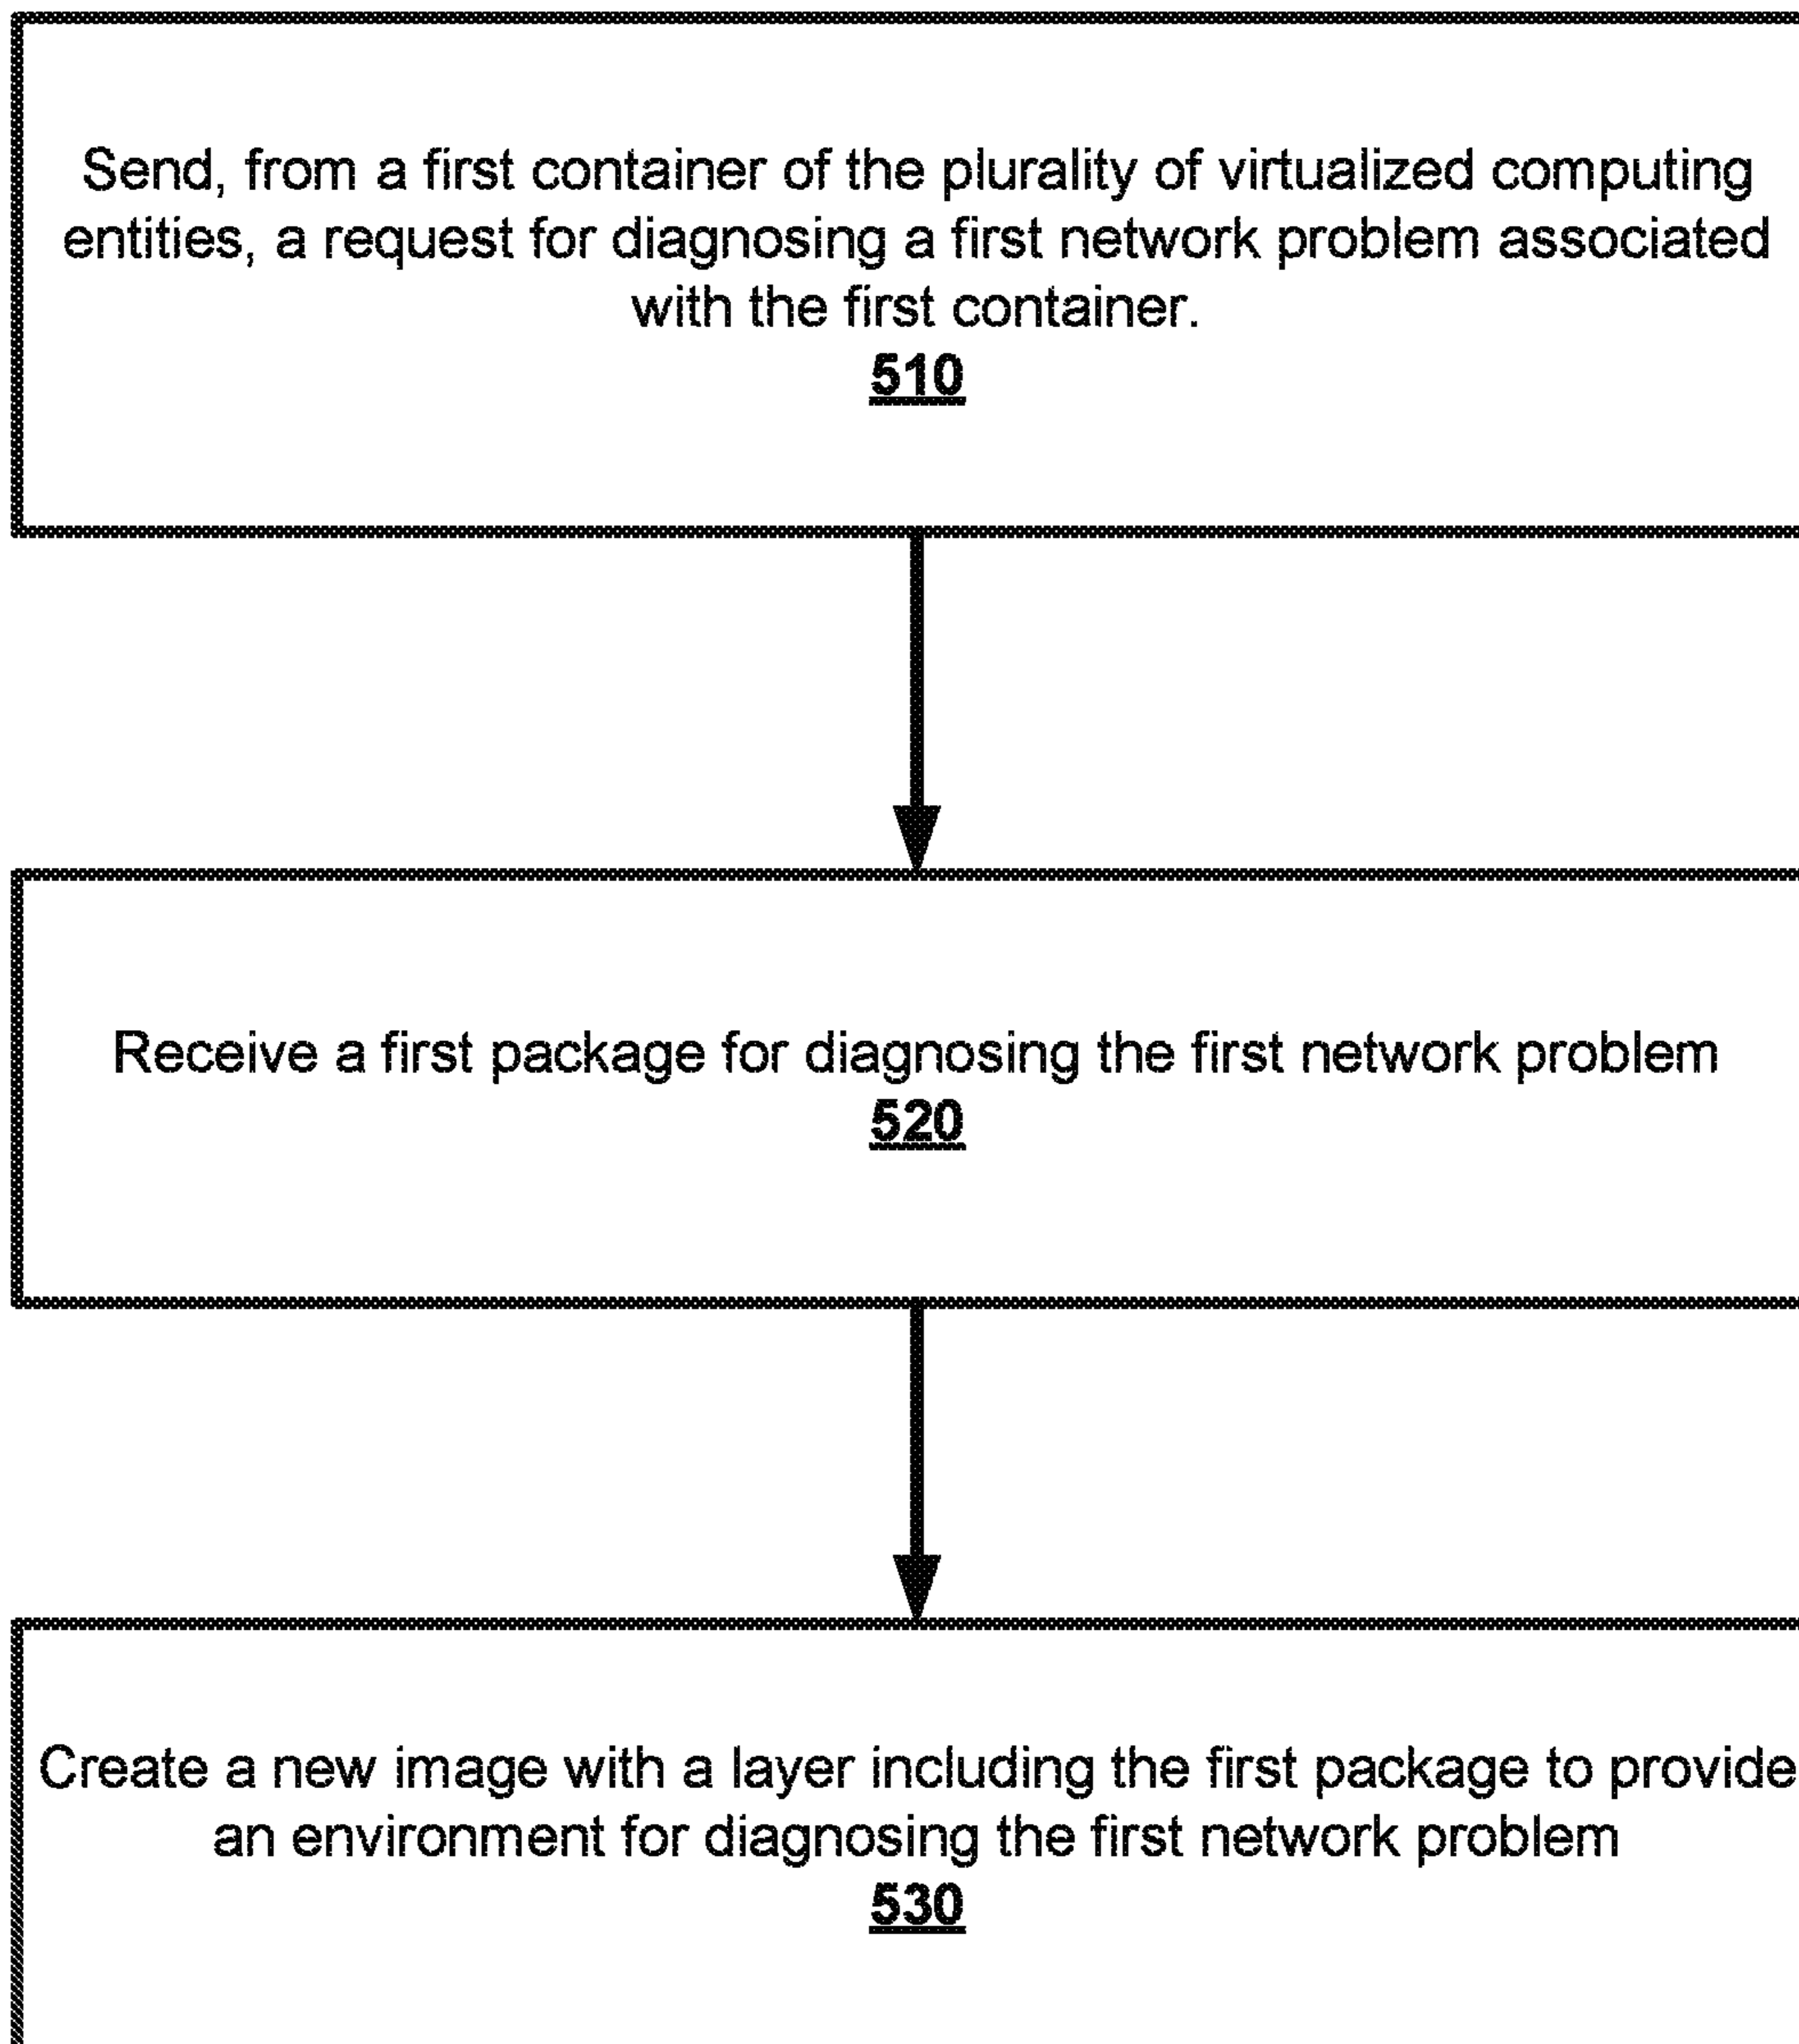 Send, from a first container of the plurality of virtualized computing
entities, a request for diagnosing a first network problem associated
with the first container.
510
Receive a first package for diagnosing the first network problem
520
Create a new image with a layer including the first package to provide
an environment for diagnosing the first network problem
530